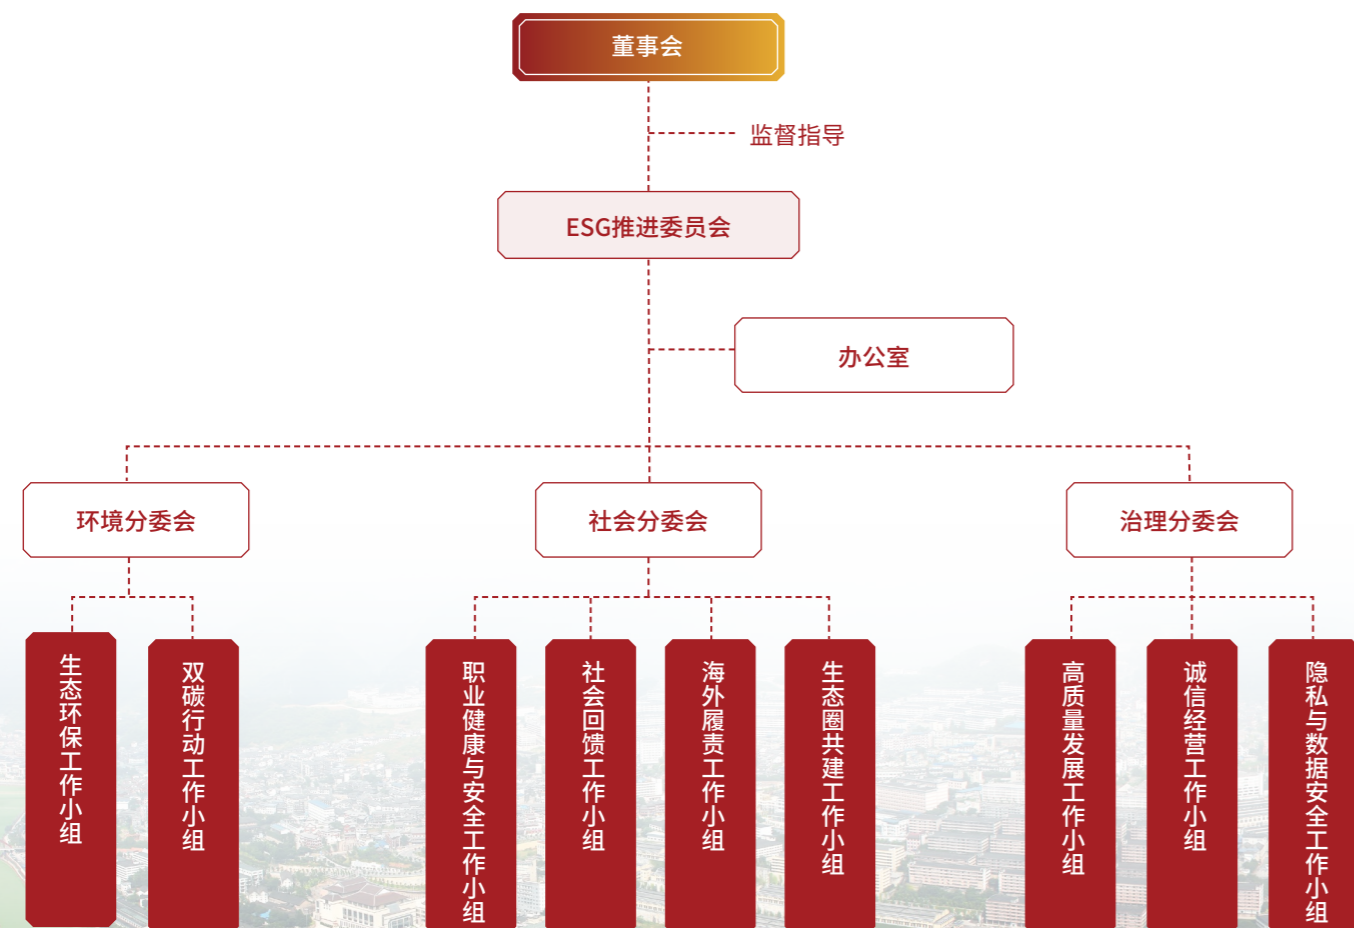 董事会
监督指导
ESG推进委员会
办公室
环境分委会
社会分委会
治理分委会
生态环保工作小组
双碳行动工作小组
职业健康与安全工作小组
社会回馈工作小组
海外履责工作小组
生态圈共建工作小组
高质量发展工作小组
诚信经营工作小组
隐私与数据安全工作小组